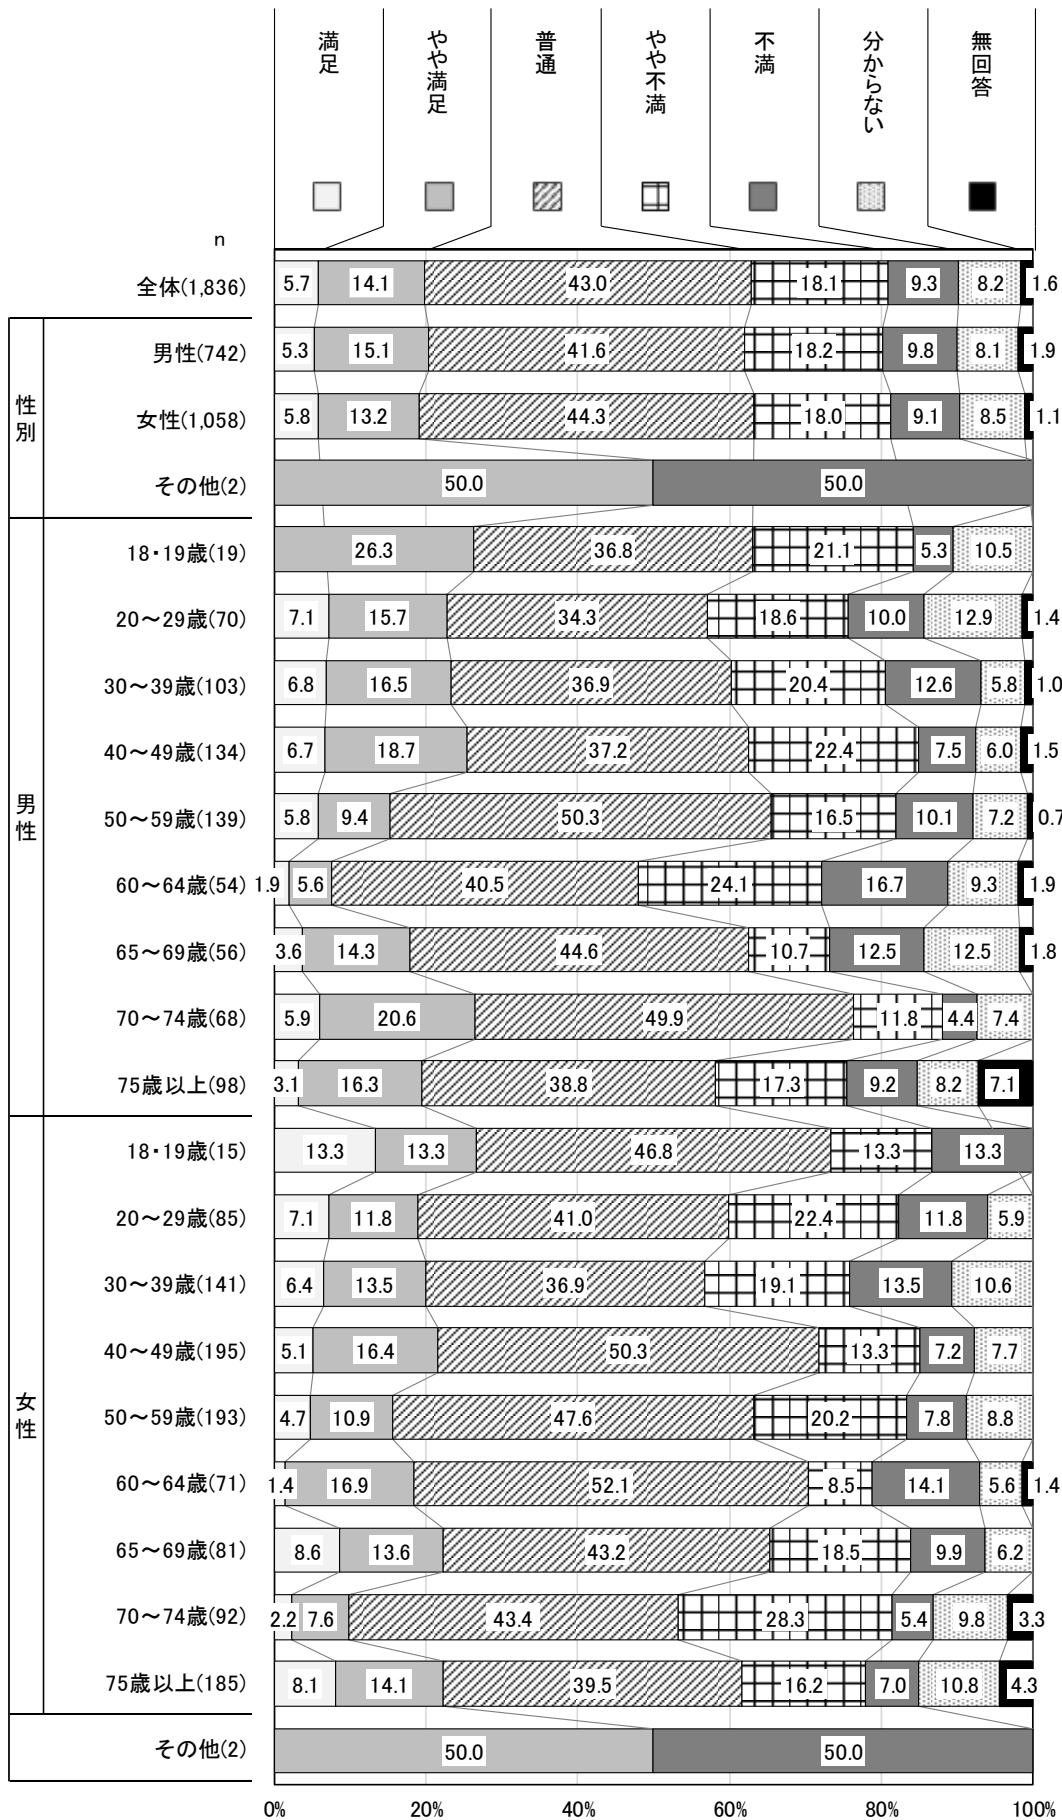 満足
やや満足
普通
やや不満
不満
分からない
無回答
n
全体(1,836) 5.7 14.1 43.0 18.1 9.3 8.2 1.6
性別
男性(742) 5.3 15.1 41.6 18.2 9.8 8.1 1.9
女性(1,058) 5.8 13.2 44.3 18.0 9.1 8.5 1.1
その他(2) 50.0 50.0
男性
18・19歳(19) 26.3 36.8 21.1 5.3 10.5
20～29歳(70) 7.1 15.7 34.3 18.6 10.0 12.9 1.4
30～39歳(103) 6.8 16.5 36.9 20.4 12.6 5.8 1.0
40～49歳(134) 6.7 18.7 37.2 22.4 7.5 6.0 1.5
50～59歳(139) 5.8 9.4 50.3 16.5 10.1 7.2 0.7
60～64歳(54) 1.9 5.6 40.5 24.1 16.7 9.3 1.9
65～69歳(56) 3.6 14.3 44.6 10.7 12.5 12.5 1.8
70～74歳(68) 5.9 20.6 49.9 11.8 4.4 7.4
75歳以上(98) 3.1 16.3 38.8 17.3 9.2 8.2 7.1
女性
18・19歳(15) 13.3 13.3 46.8 13.3 13.3
20～29歳(85) 7.1 11.8 41.0 22.4 11.8 5.9
30～39歳(141) 6.4 13.5 36.9 19.1 13.5 10.6
40～49歳(195) 5.1 16.4 50.3 13.3 7.2 7.7
50～59歳(193) 4.7 10.9 47.6 20.2 7.8 8.8
60～64歳(71) 1.4 16.9 52.1 8.5 14.1 5.6 1.4
65～69歳(81) 8.6 13.6 43.2 18.5 9.9 6.2
70～74歳(92) 2.2 7.6 43.4 28.3 5.4 9.8 3.3
75歳以上(185) 8.1 14.1 39.5 16.2 7.0 10.8 4.3
その他(2) 50.0 50.0
0% 20% 40% 60% 80% 100%